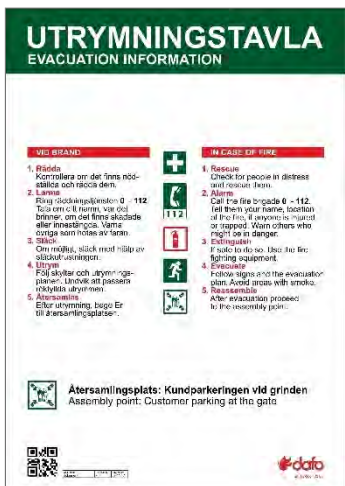 UTRYMNINGSTAVLA
EVACUATION INFORMATION
VID BRAND
1. Rädda
Kontrollera om det finns nöd-
ställda och rädda dem.
2. Larma
Ring räddningstjänsten 0 - 112
Tala om ditt namn, var det
brinner, om det finns skadade
eller innestängda. Varna
övriga som hotas av faran.
3. Släck
Om möjligt, släck med hjälp av
släckutrustningen.
4. Utrym
Följ skyltar och utrymnings-
planen. Undvik att passera
rökfyllda utrymmen.
5. Återsamlas
Efter utrymning, bege Er
till återsamlingsplatsen.
112
IN CASE OF FIRE
1. Rescue
Check for people in distress
and rescue them.
2. Alarm
Call the fire brigade 0 - 112.
Tell them your name, location
of the fire, if anyone is injured
or trapped. Warn others who
might be in danger.
3. Extinguish
If safe to do so. Use the fire
fighting equipment.
4. Evacuate
Follow signs and the evacuation
plan. Avoid areas with smoke.
5. Reassemble
After evacuation proceed
to the assembly point.
Återsamlingsplats: Kundparkeringen vid grinden
Assembly point: Customer parking at the gate
dafo